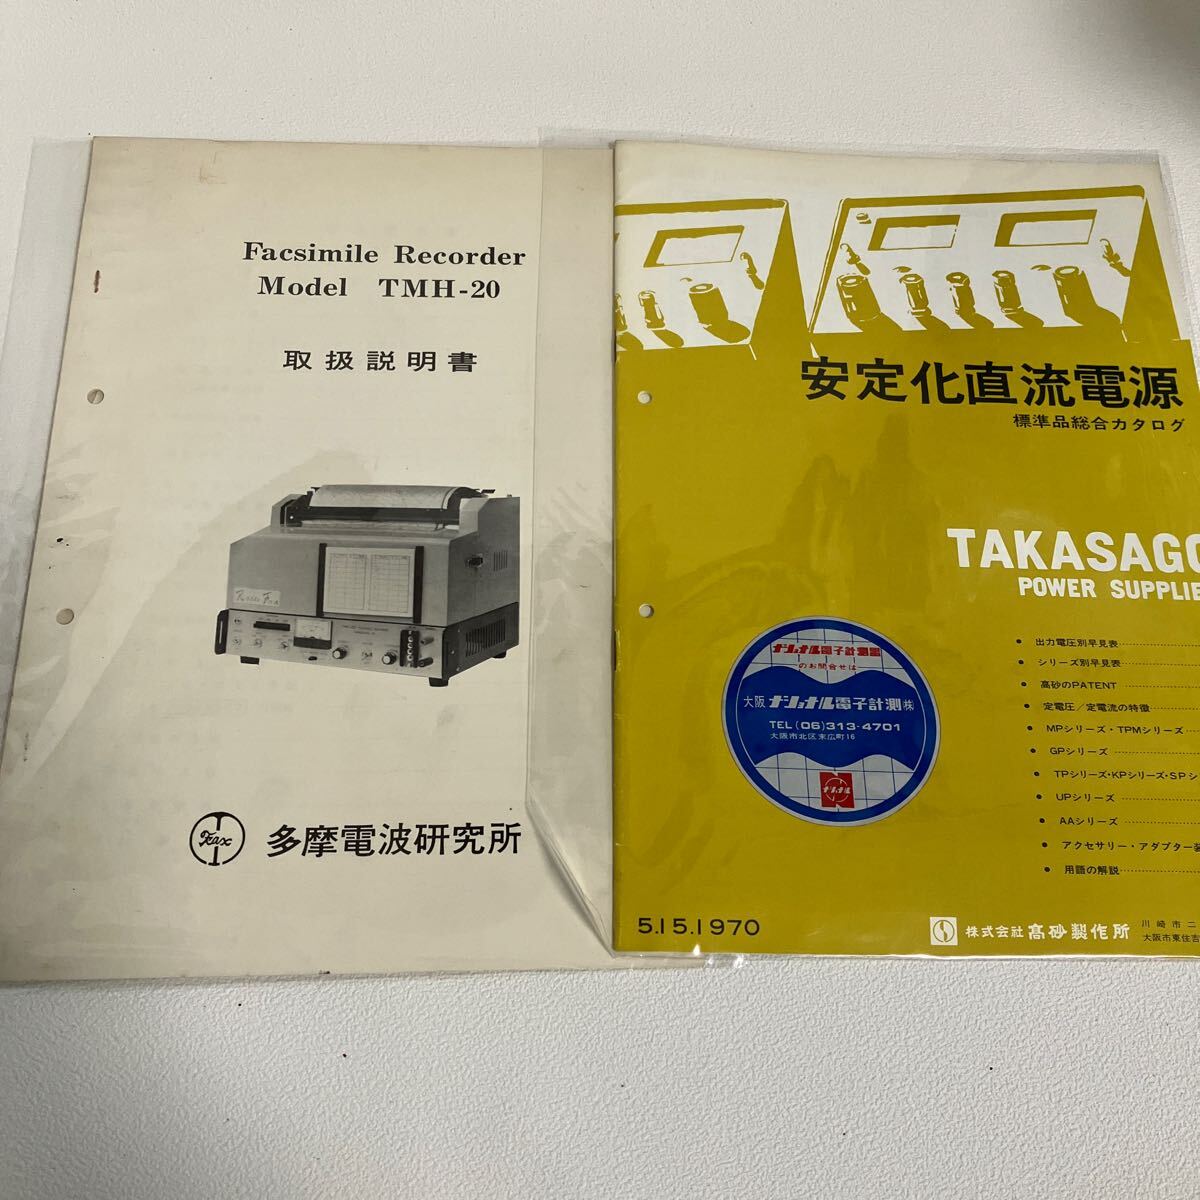 Facsimile Recorder
Model TMH-20
取扱説明書
Fax
多摩電波研究所
安定化直流電源
標準品総合カタログ
TAKASAGO
POWER SUPPLIE
• 出力電圧別早見表
• シリーズ別早見表
• 高砂のPATENT
• 定電圧/定電流の特徴
• MPシリーズ・TPMシリーズ
• GPシリーズ
• TPシリーズ・KPシリーズ・SPシ
• UPシリーズ
• AAシリーズ
• アクセサリー・アダプター装
• 用語の解説
ナショナル電子計測器
のお問合せは
大阪 ナショナル電子計測(株)
TEL(06)313-4701
大阪市北区末広町16
ナショナル
5.15.1970
株式会社 髙砂製作所
川崎市二
大阪市東住吉